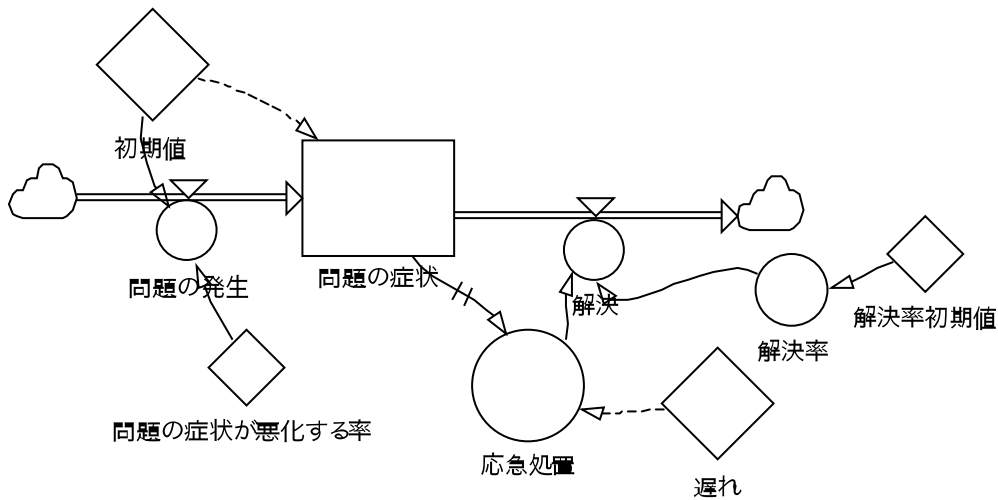 初期値
問題の発生
問題の症状
解決
解決率初期値
解決率
問題の症状が悪化する率
応急処置
遅れ